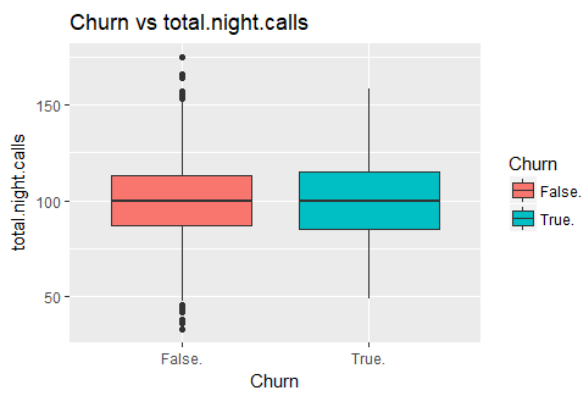 Churn vs total.night.calls
total.night.calls
150
100
50
False.
True.
Churn
Churn
False.
True.